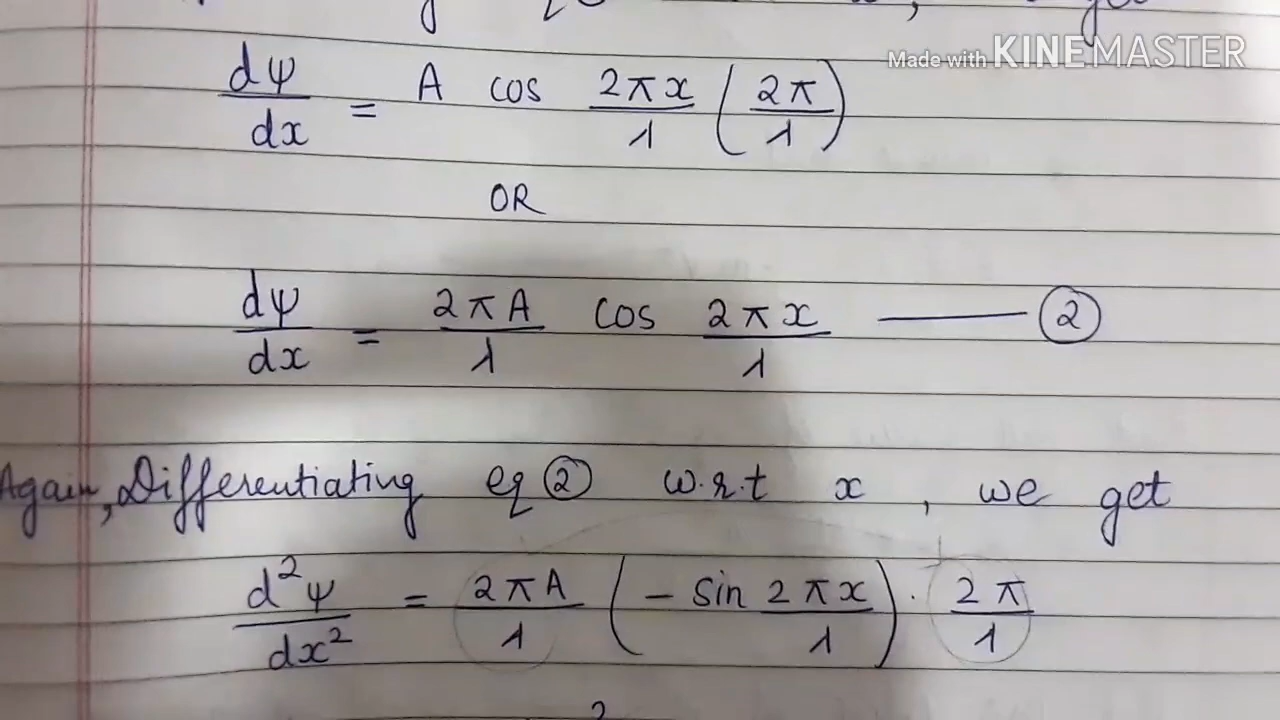 Made with KINEMASTER
dψ/dx = A cos 2πx/λ (2π/λ)
OR
dψ/dx = 2πA/λ cos 2πx/λ —— ②
Again, Differentiating eq ② w.r.t x, we get
d²ψ/dx² = 2πA/λ (- sin 2πx/λ) · 2π/λ